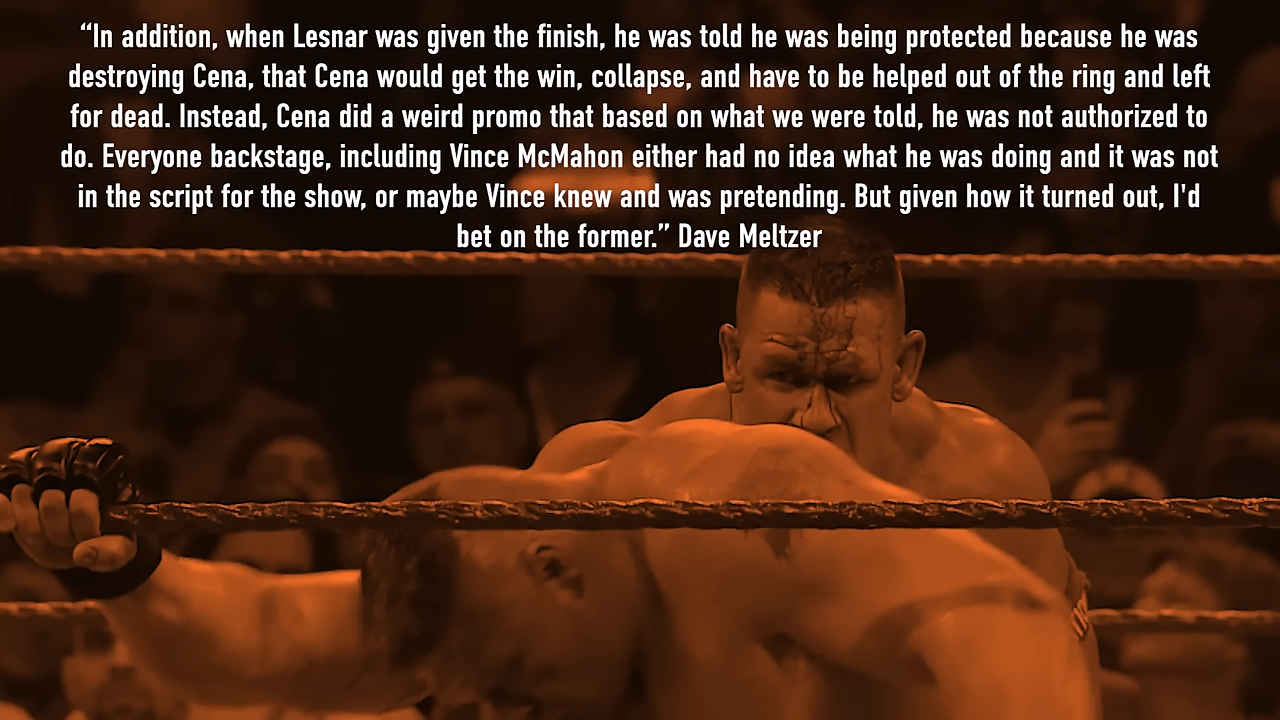 “In addition, when Lesnar was given the finish, he was told he was being protected because he was
destroying Cena, that Cena would get the win, collapse, and have to be helped out of the ring and left
for dead. Instead, Cena did a weird promo that based on what we were told, he was not authorized to
do. Everyone backstage, including Vince McMahon either had no idea what he was doing and it was not
in the script for the show, or maybe Vince knew and was pretending. But given how it turned out, I'd
bet on the former.” Dave Meltzer